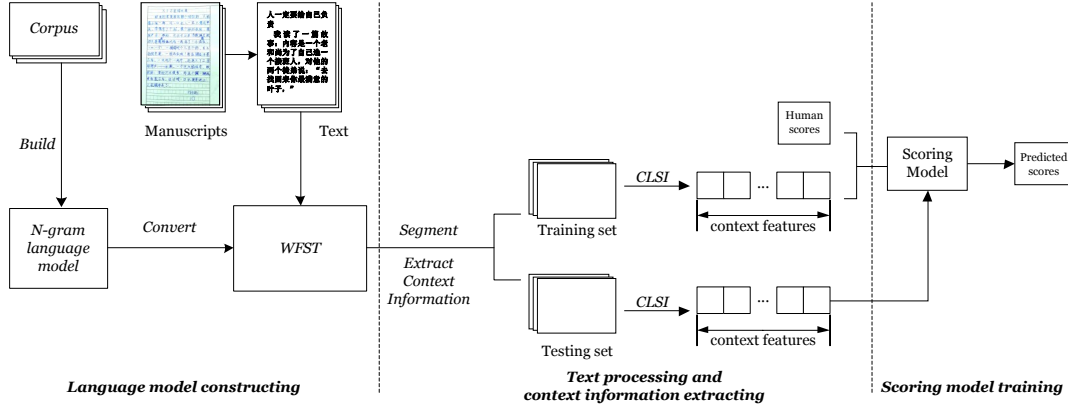 Corpus
人一定要给自己负
责
我读了一篇故
事：内容是一个老
和尚为了自己选一
个接班人，对他的
两个徒弟说：“去
找回来你最满意的
叶子。”
Manuscripts
Text
Build
N-gram
language
model
Convert
WFST
Segment
Extract
Context
Information
Training set
CLSI
...
context features
Testing set
CLSI
...
context features
Human
scores
Scoring
Model
Predicted
scores
Language model constructing
Text processing and
context information extracting
Scoring model training